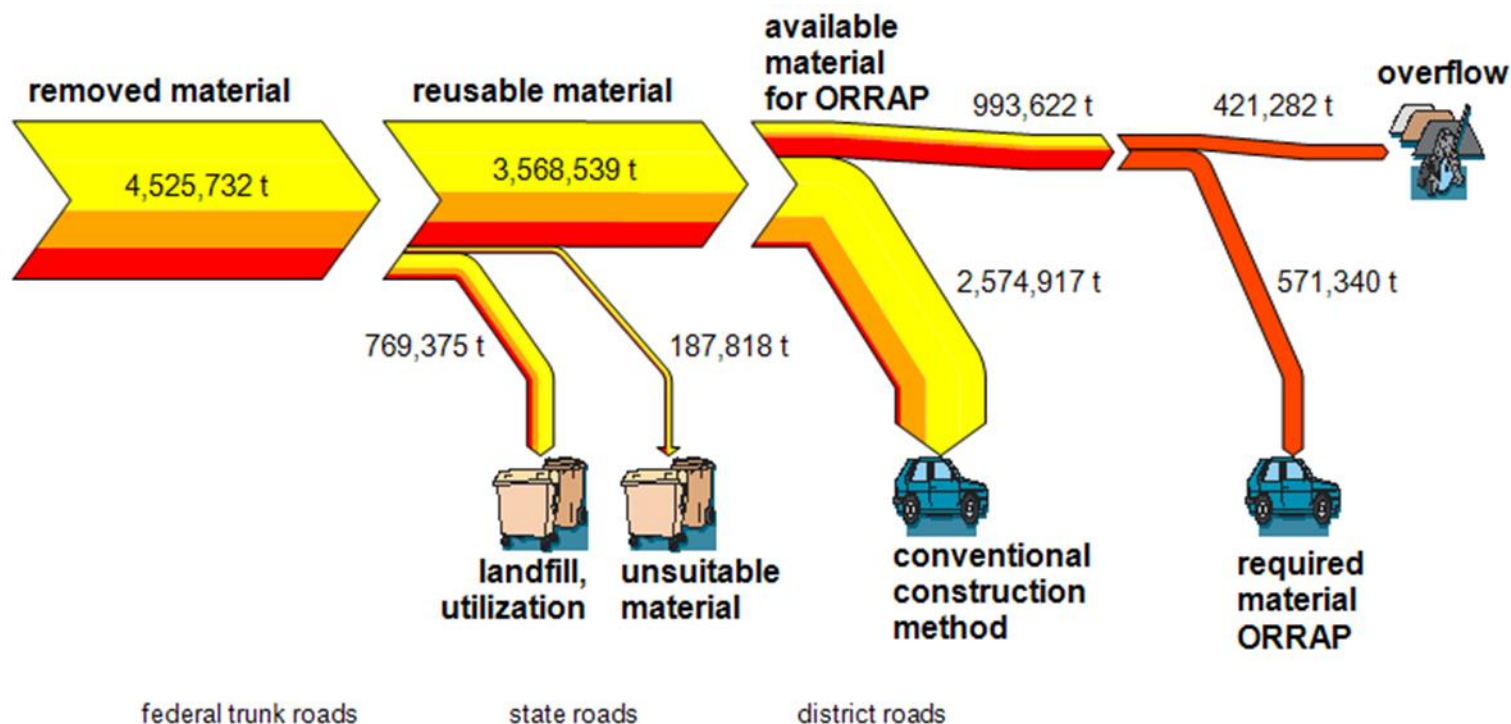 removed material
4,525,732 t
reusable material
3,568,539 t
769,375 t
187,818 t
landfill,
utilization
unsuitable
material
available
material
for ORRAP
993,622 t
2,574,917 t
conventional
construction
method
421,282 t
overflow
571,340 t
required
material
ORRAP
federal trunk roads
state roads
district roads